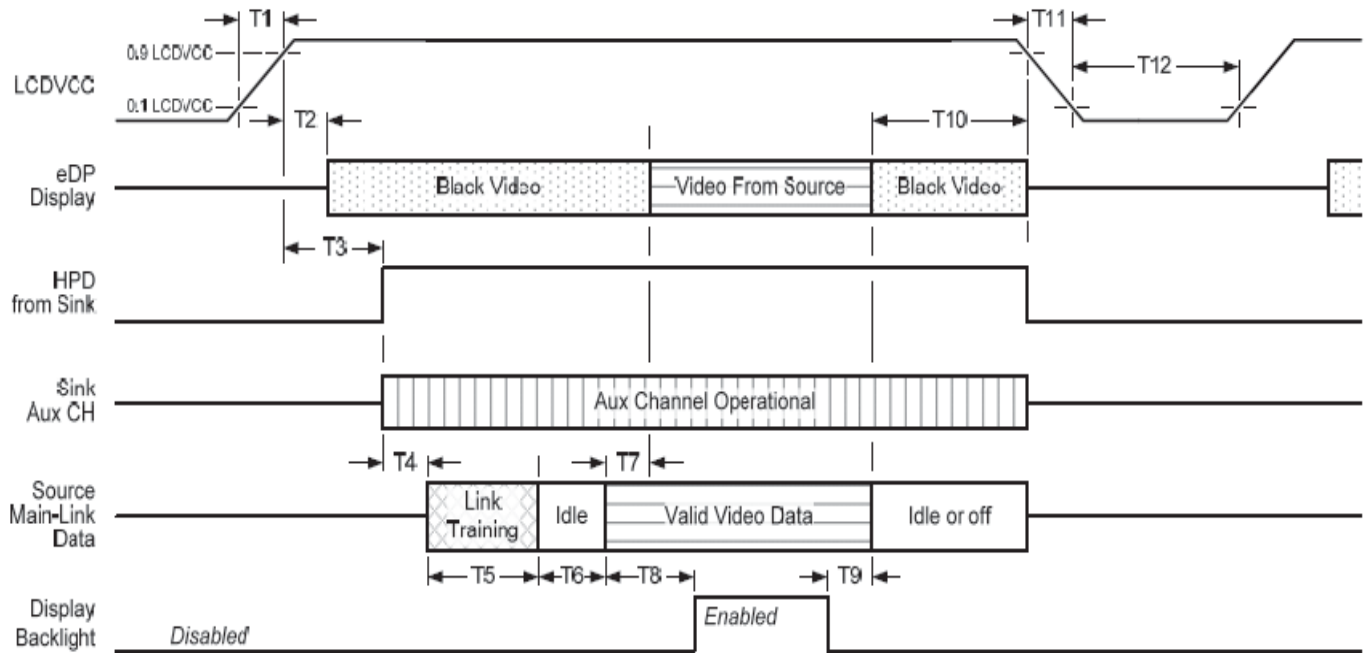 T1
T11
0.9 LCDVCC
LCDVCC
T12
0.1 LCDVCC
T2
T10
eDP
Display
Black Video
Video From Source
Black Video
T3
HPD
from Sink
Sink
Aux CH
Aux Channel Operational
T4
T7
Source
Main-Link
Data
Link
Training
Idle
Valid Video Data
Idle or off
T5
T6
T8
T9
Display
Backlight
Disabled
Enabled